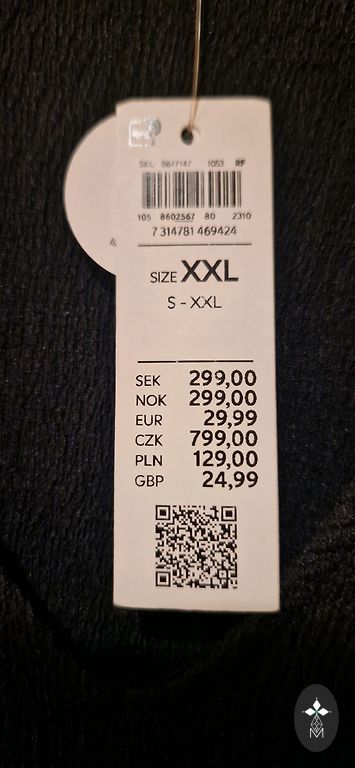 SKU 8677147 1053 RF
105 8602567 80 2310
7 314781 469424
SIZE XXL
S - XXL
SEK 299,00
NOK 299,00
EUR 29,99
CZK 799,00
PLN 129,00
GBP 24,99
M